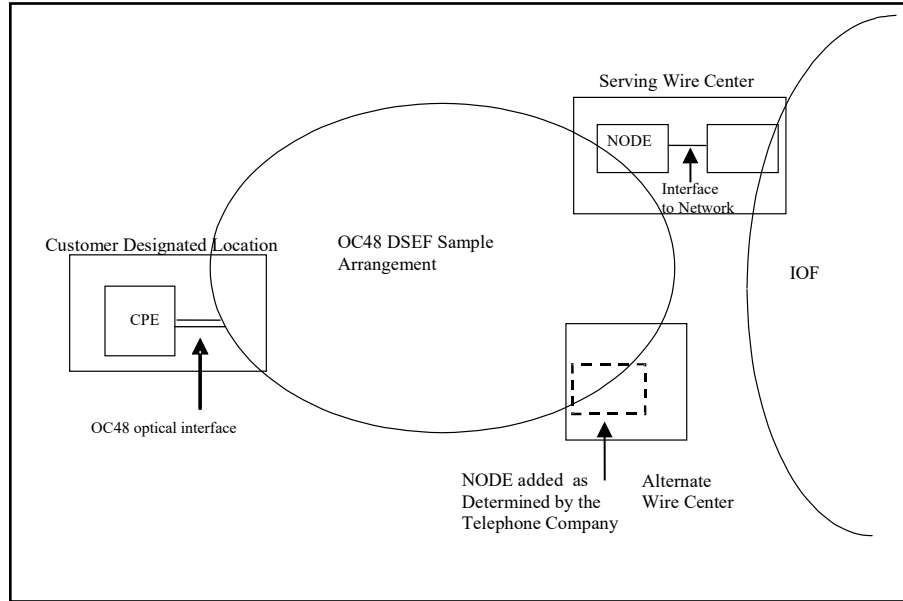 Serving Wire Center
NODE
Interface
to Network
Customer Designated Location
OC48 DSEF Sample
Arrangement
IOF
CPE
OC48 optical interface
NODE added as
Determined by the
Telephone Company
Alternate
Wire Center